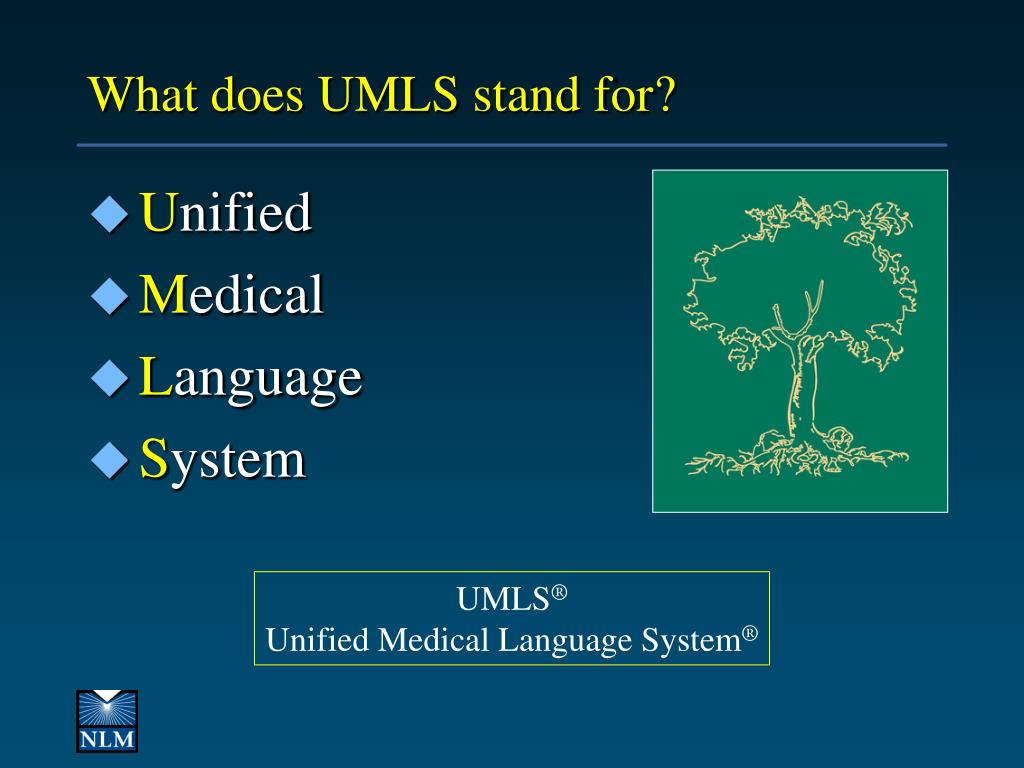 What does UMLS stand for?
Unified
Medical
Language
System
UMLS®
Unified Medical Language System®
NLM